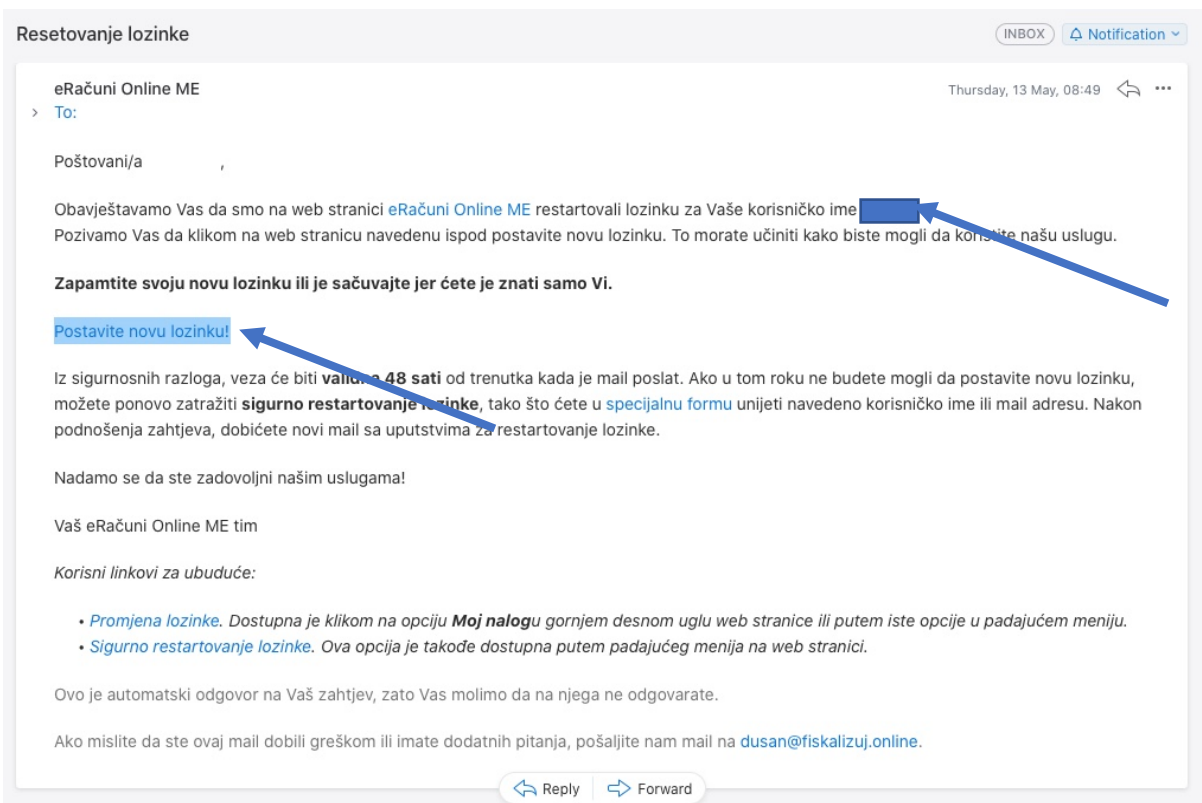 Resetovanje lozinke
INBOX Notification
eRačuni Online ME
Thursday, 13 May, 08:49
To:
Poštovani/a ,
Obavještavamo Vas da smo na web stranici eRačuni Online ME restartovali lozinku za Vaše korisničko ime
Pozivamo Vas da klikom na web stranicu navedenu ispod postavite novu lozinku. To morate učiniti kako biste mogli da koristite našu uslugu.
Zapamtite svoju novu lozinku ili je sačuvajte jer ćete je znati samo Vi.
Postavite novu lozinku!
Iz sigurnosnih razloga, veza će biti validna 48 sati od trenutka kada je mail poslat. Ako u tom roku ne budete mogli da postavite novu lozinku,
možete ponovo zatražiti sigurno restartovanje lozinke, tako što ćete u specijalnu formu unijeti navedeno korisničko ime ili mail adresu. Nakon
podnošenja zahtjeva, dobićete novi mail sa uputstvima za restartovanje lozinke.
Nadamo se da ste zadovoljni našim uslugama!
Vaš eRačuni Online ME tim
Korisni linkovi za ubuduće:
• Promjena lozinke. Dostupna je klikom na opciju Moj nalogu gornjem desnom uglu web stranice ili putem iste opcije u padajućem meniju.
• Sigurno restartovanje lozinke. Ova opcija je takođe dostupna putem padajućeg menija na web stranici.
Ovo je automatski odgovor na Vaš zahtjev, zato Vas molimo da na njega ne odgovarate.
Ako mislite da ste ovaj mail dobili greškom ili imate dodatnih pitanja, pošaljite nam mail na dusan@fiskalizuj.online.
Reply Forward